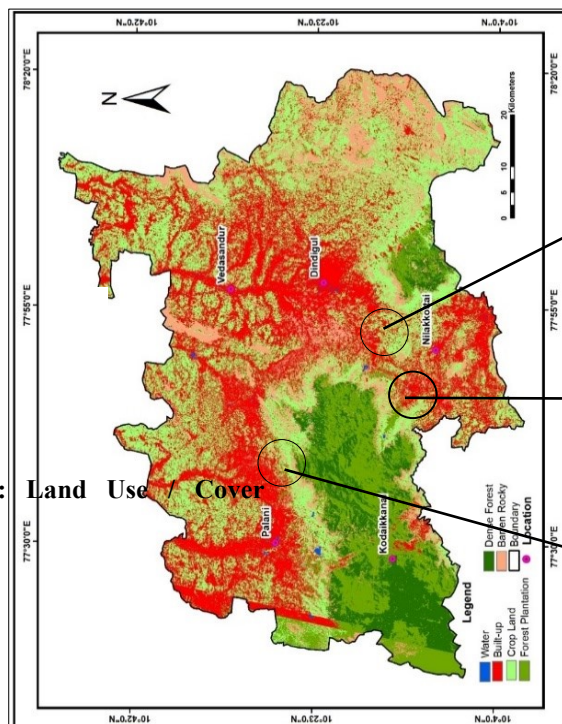 10°42'0"N
10°23'0"N
10°4'0"N
78°20'0"E
78°20'0"E
N
20
Kilometers
0
5
10
Vedasandur
Dindigul
77°55'0"E
77°55'0"E
Nilakkottai
: Land Use / Cover
Palani
Kodaikkanal
77°30'0"E
77°30'0"E
Legend
Water
Built-up
Crop Land
Forest Plantation
Dense Forest
Barren Rocky
Boundary
Location
10°42'0"N
10°23'0"N
10°4'0"N